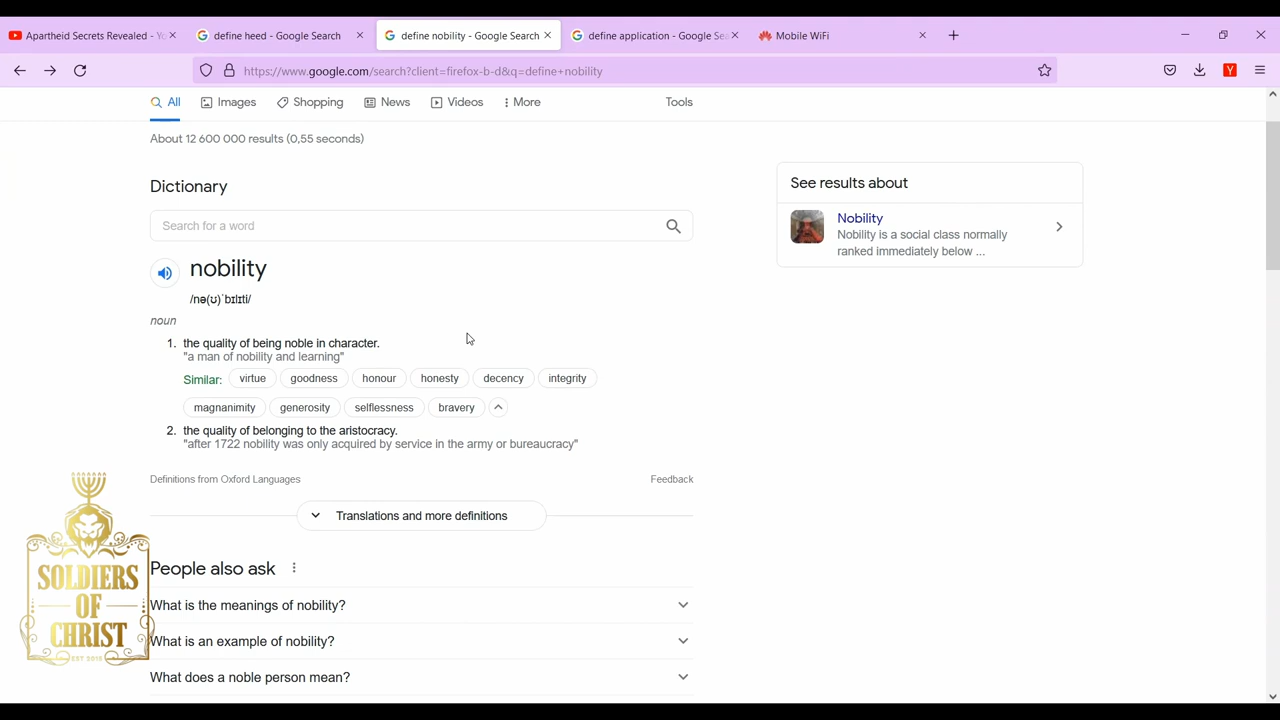 Apartheid Secrets Revealed - Yo
define heed - Google Search
define nobility - Google Search
define application - Google Sea
Mobile WiFi
https://www.google.com/search?client=firefox-b-d&q=define+nobility
Y
All
Images
Shopping
News
Videos
More
Tools
About 12 600 000 results (0,55 seconds)
Dictionary
Search for a word
nobility
/nə(ʊ)ˈbɪlɪti/
noun
1. the quality of being noble in character.
"a man of nobility and learning"
Similar: virtue goodness honour honesty decency integrity
magnanimity generosity selflessness bravery
2. the quality of belonging to the aristocracy.
"after 1722 nobility was only acquired by service in the army or bureaucracy"
Definitions from Oxford Languages
Feedback
Translations and more definitions
People also ask
What is the meanings of nobility?
What is an example of nobility?
What does a noble person mean?
See results about
Nobility
Nobility is a social class normally
ranked immediately below ...
SOLDIERS
OF
CHRIST